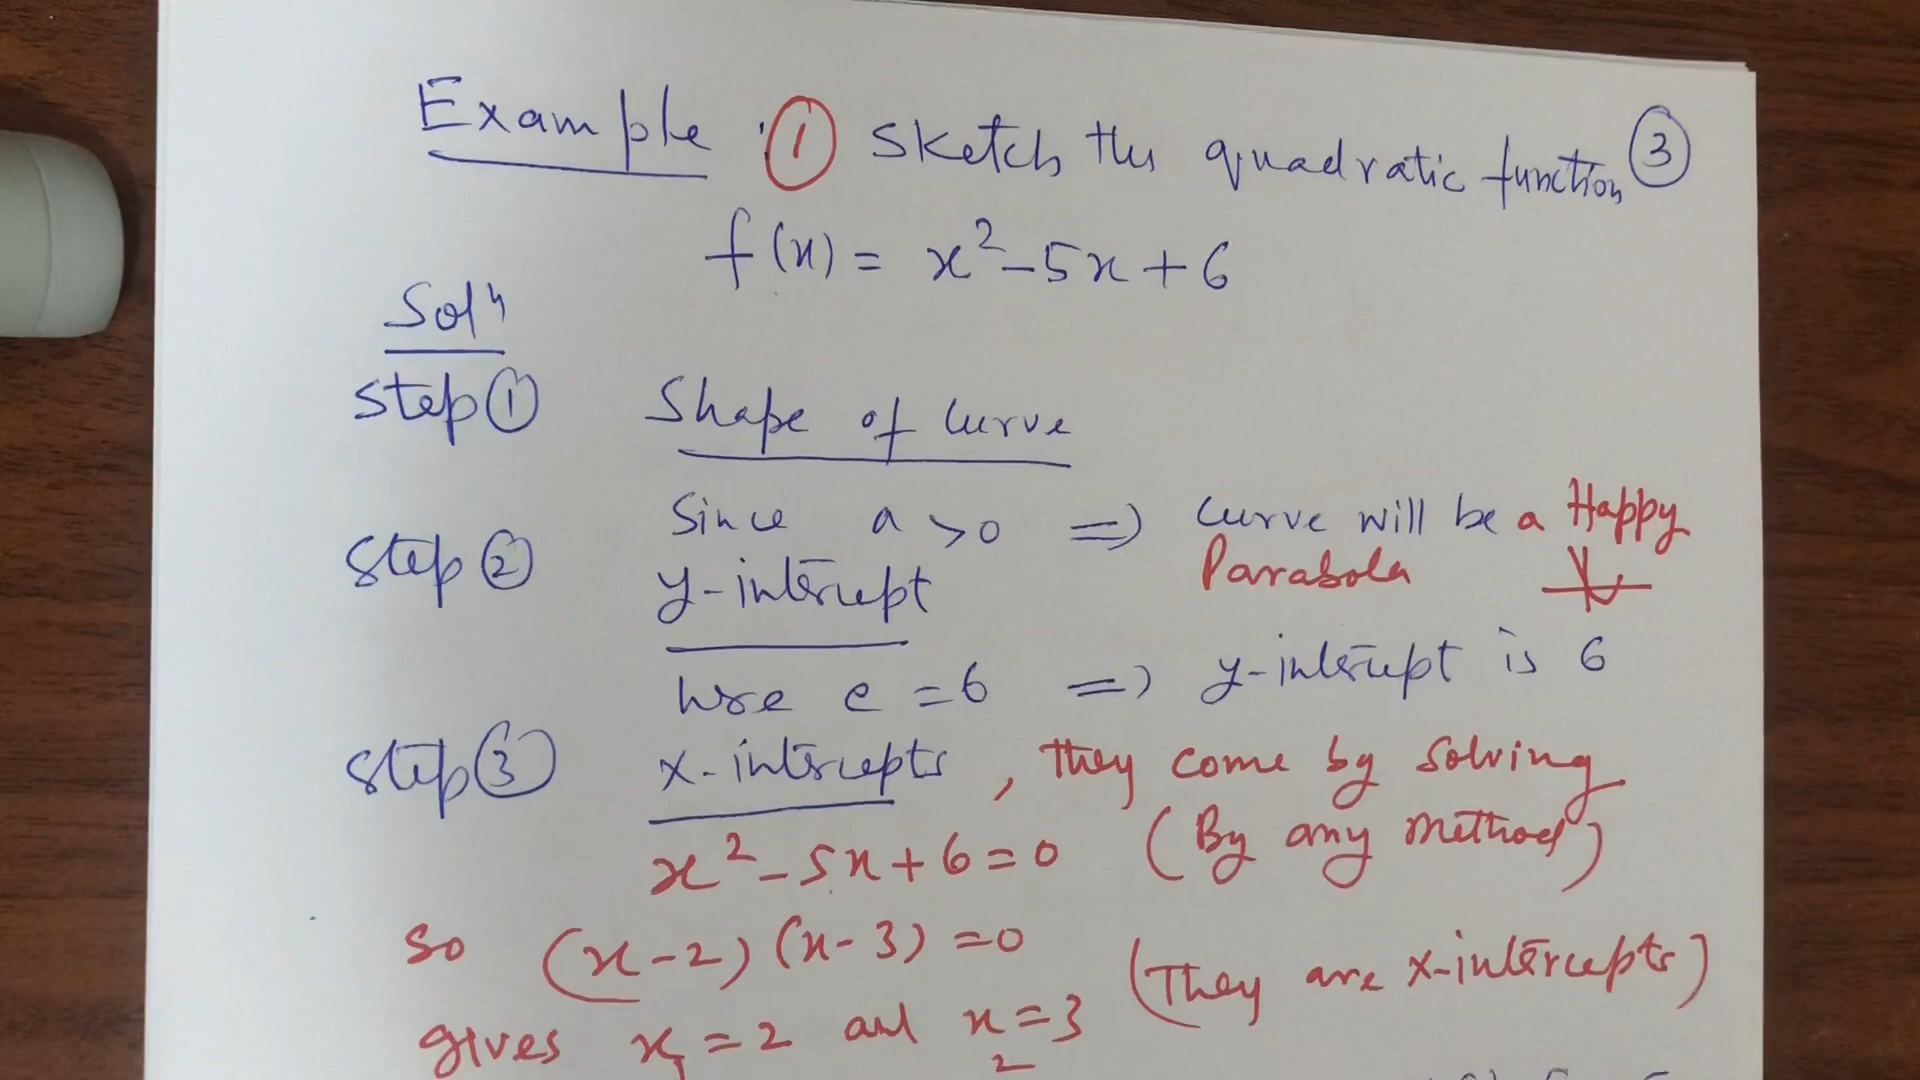 Example : ① Sketch the quadratic function ③
f(x) = x² - 5x + 6
Solⁿ
Step ① Shape of Curve
Since a > 0 ⇒ Curve will be a Happy Parabola
Step ② y-intercept
here c = 6 ⇒ y-intercept is 6
Step ③ x-intercepts, they come by solving
x² - 5x + 6 = 0 (By any method)
So (x-2) (x-3) = 0
gives x₁ = 2 and x₂ = 3 (They are x-intercepts)